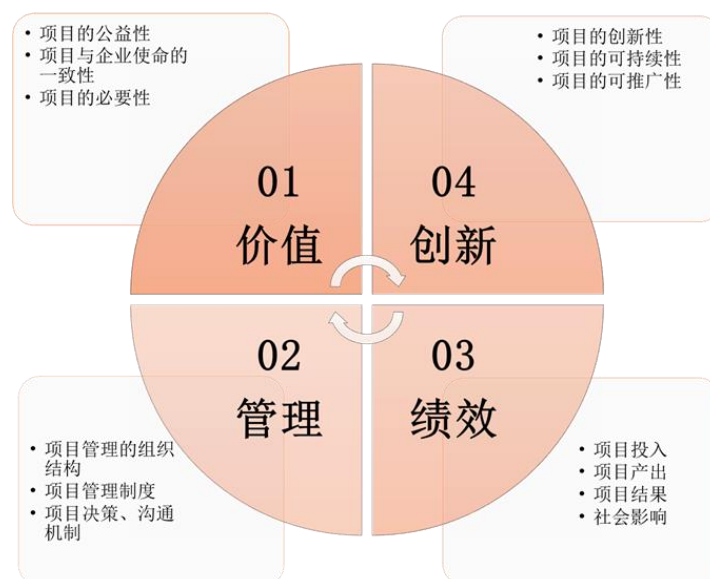 • 项目的公益性
• 项目与企业使命的
一致性
• 项目的必要性
• 项目的创新性
• 项目的可持续性
• 项目的可推广性
01
价值
04
创新
02
管理
03
绩效
• 项目管理的组织
结构
• 项目管理制度
• 项目决策、沟通
机制
• 项目投入
• 项目产出
• 项目结果
• 社会影响